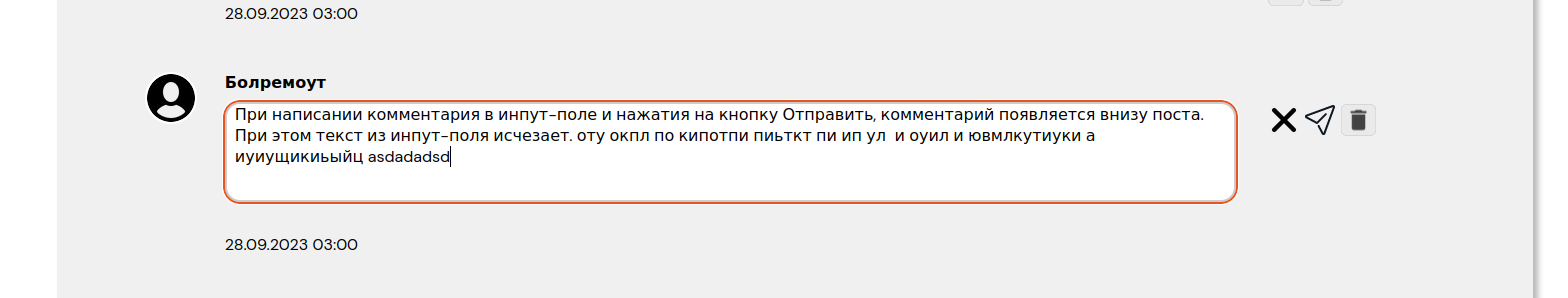 28.09.2023 03:00
Болремоут
При написании комментария в инпут-поле и нажатия на кнопку Отправить, комментарий появляется внизу поста.
При этом текст из инпут-поля исчезает. оту окпл по кипотпи пиьткт пи ип ул  и оуил и ювмлкутиуки а
иуиущикиьыйц asdadadsd
28.09.2023 03:00